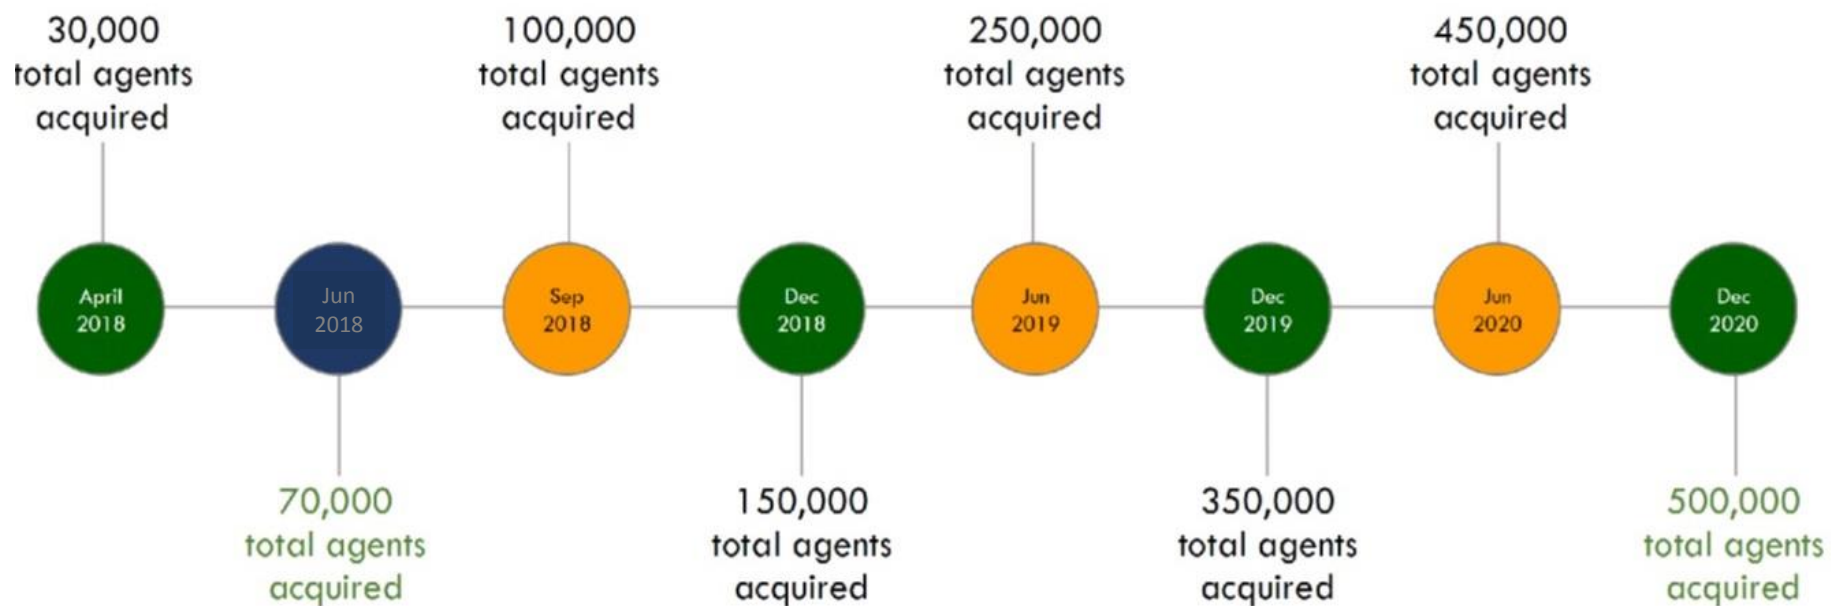 30,000
total agents
acquired
100,000
total agents
acquired
250,000
total agents
acquired
450,000
total agents
acquired
April
2018
Jun
2018
Sep
2018
Dec
2018
Jun
2019
Dec
2019
Jun
2020
Dec
2020
70,000
total agents
acquired
150,000
total agents
acquired
350,000
total agents
acquired
500,000
total agents
acquired